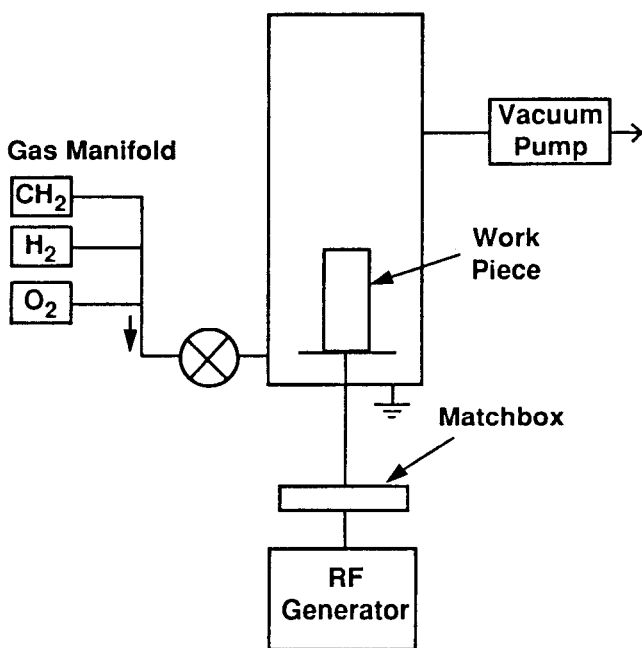 Vacuum
Pump
Gas Manifold
CH2
H2
O2
Work
Piece
Matchbox
RF
Generator